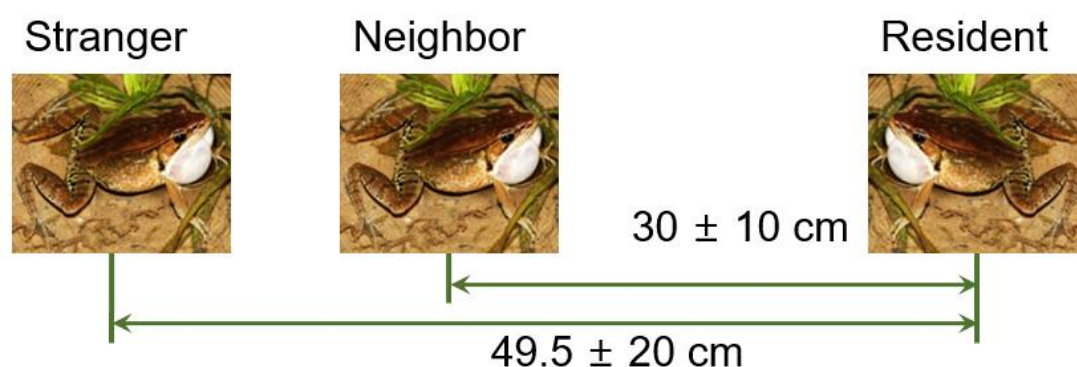 Stranger
Neighbor
Resident
30 ± 10 cm
49.5 ± 20 cm